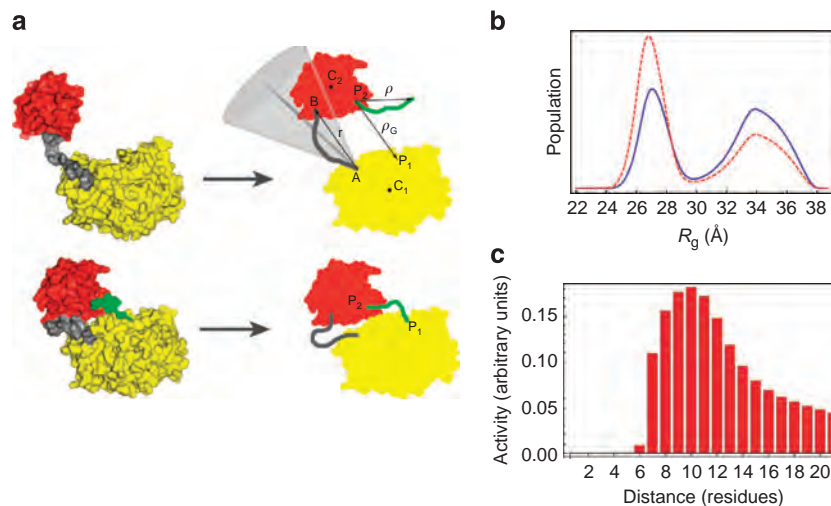 a
C₂
B
P₂
ρ
r
ρG
P₁
A
C₁
P₂
P₁
b
Population
22 24 26 28 30 32 34 36 38
Rg (Å)
c
Activity (arbitrary units)
0.15
0.10
0.05
0.00
2 4 6 8 10 12 14 16 18 20
Distance (residues)